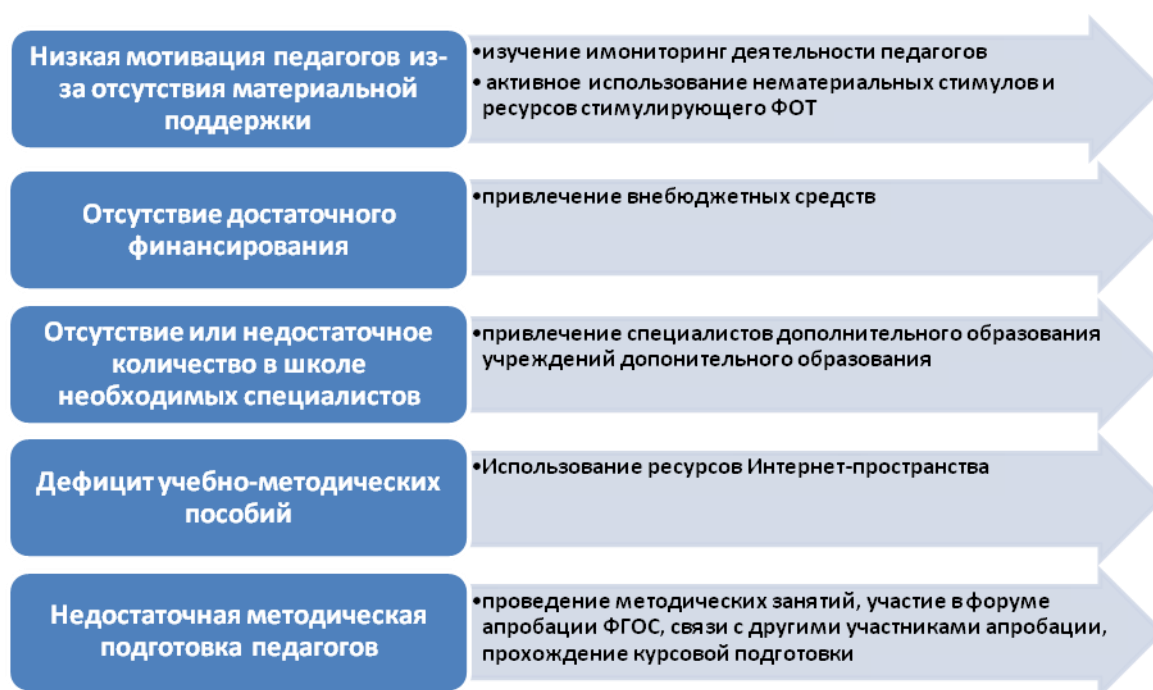 Низкая мотивация педагогов из-
за отсутствия материальной
поддержки
•изучение имониторинг деятельности педагогов
• активное использование нематериальных стимулов и
ресурсов стимулирующего ФОТ
Отсутствие достаточного
финансирования
•привлечение внебюджетных средств
Отсутствие или недостаточное
количество в школе
необходимых специалистов
•привлечение специалистов дополнительного образования
учреждений допонительного образования
Дефицит учебно-методических
пособий
•Использование ресурсов Интернет-пространства
Недостаточная методическая
подготовка педагогов
•проведение методических занятий, участие в форуме
апробации ФГОС, связи с другими участниками апробации,
прохождение курсовой подготовки